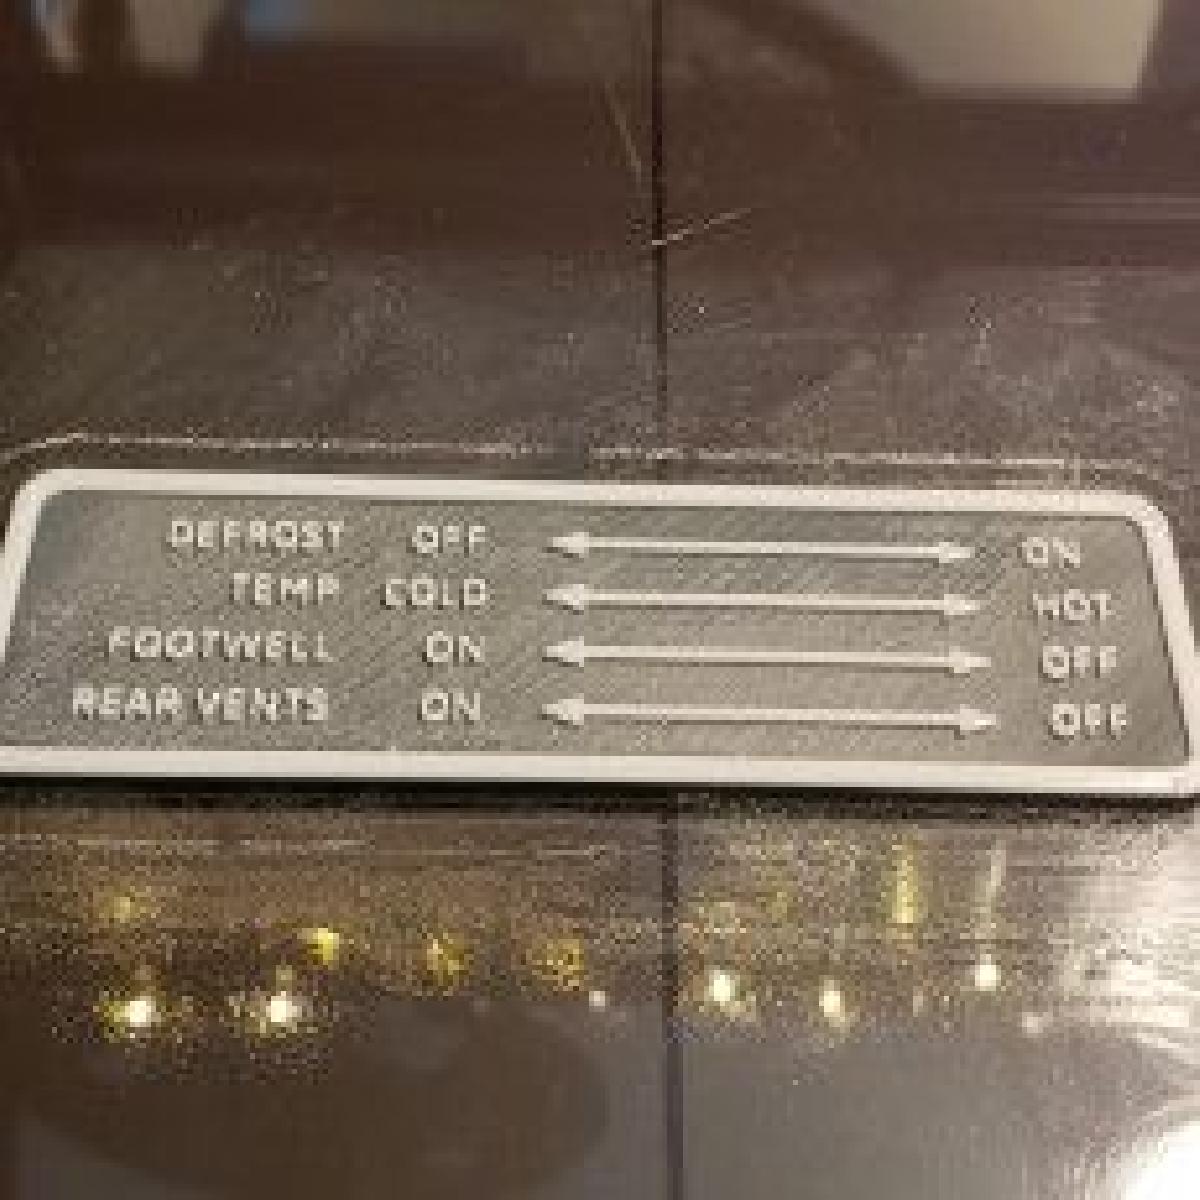 DEFROST OFF ON
TEMP COLD HOT
FOOTWELL ON OFF
REAR VENTS ON OFF